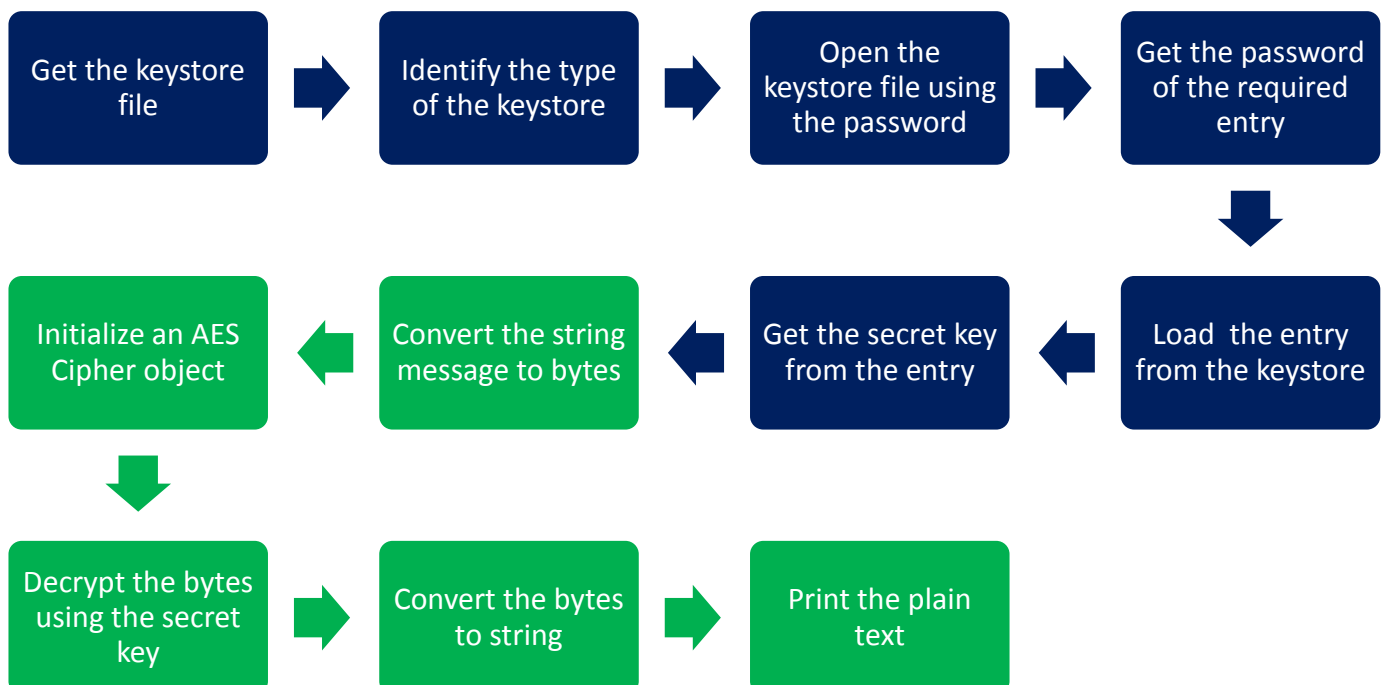 Get the keystore
file
Identify the type
of the keystore
Open the
keystore file using
the password
Get the password
of the required
entry
Load  the entry
from the keystore
Get the secret key
from the entry
Convert the string
message to bytes
Initialize an AES
Cipher object
Decrypt the bytes
using the secret
key
Convert the bytes
to string
Print the plain
text